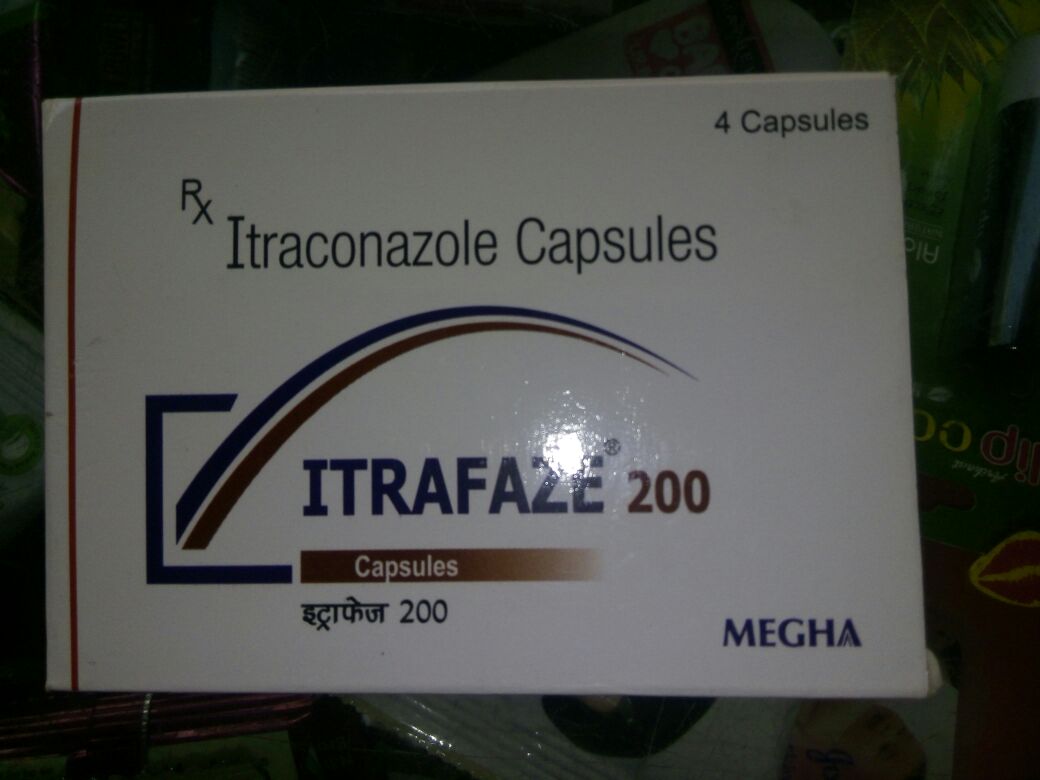 4 Capsules
Rx
Itraconazole Capsules
ITRAFAZE® 200
Capsules
इट्राफेज 200
MEGHA